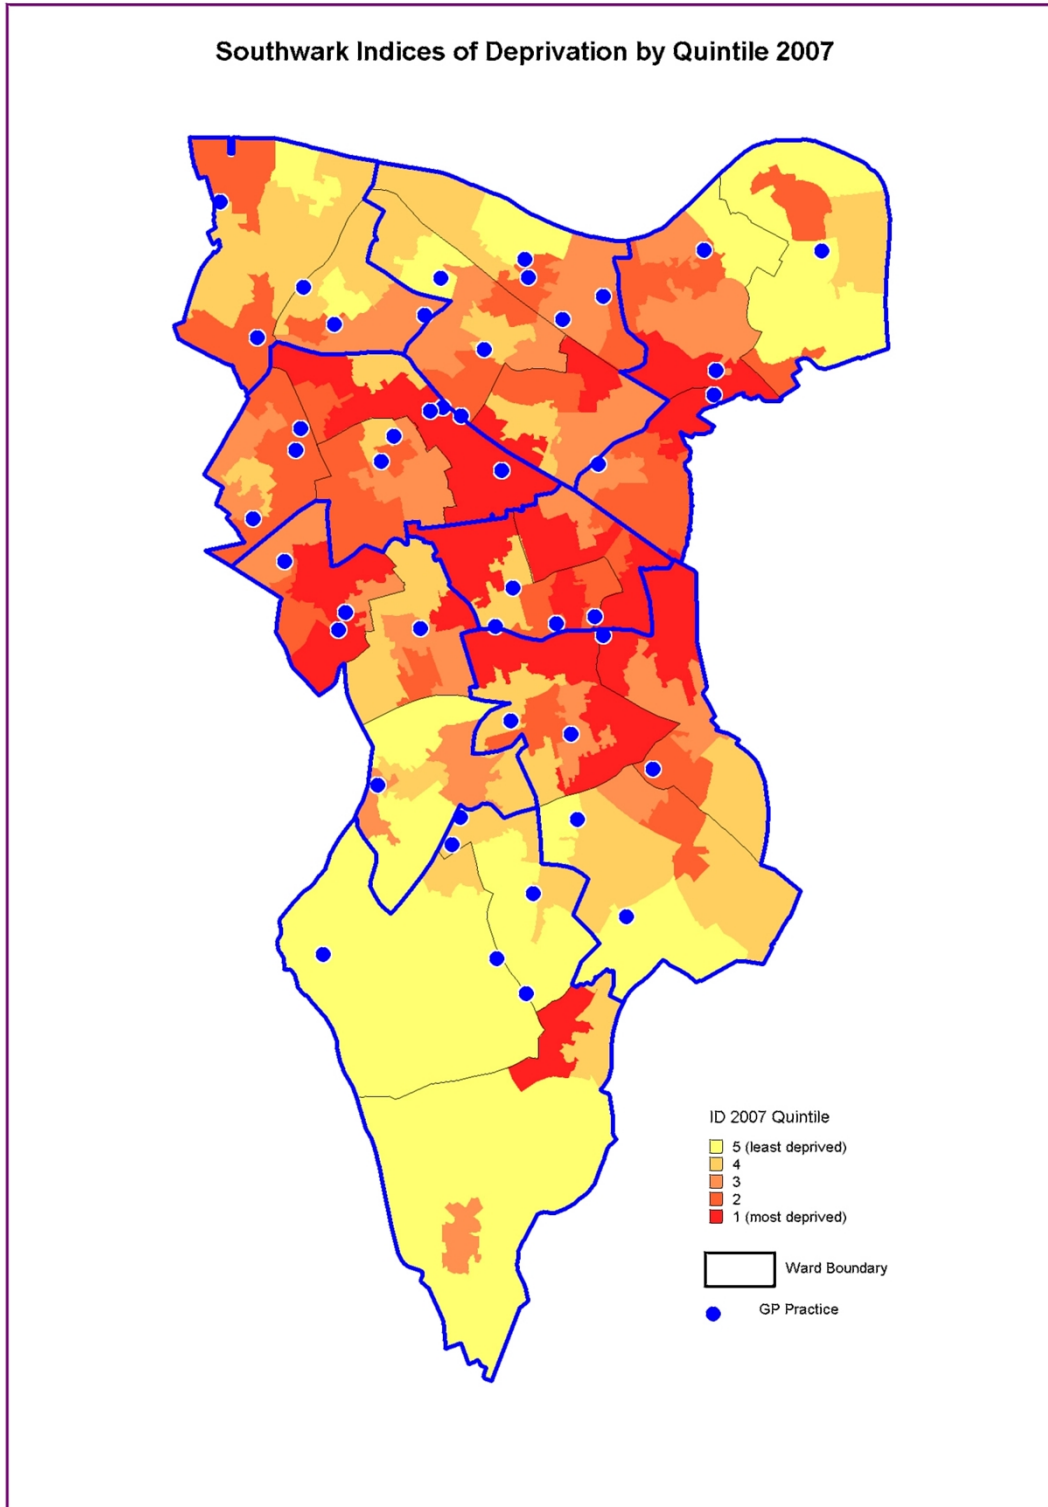 Southwark Indices of Deprivation by Quintile 2007
ID 2007 Quintile
5 (least deprived)
4
3
2
1 (most deprived)
Ward Boundary
GP Practice